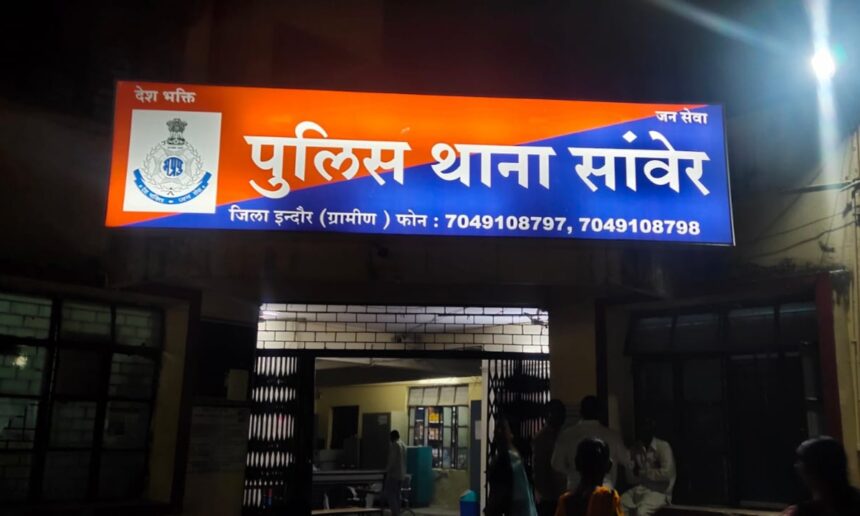 देश भक्ति
जन सेवा
पुलिस थाना सांवेर
जिला इन्दौर (ग्रामीण ) फोन : 7049108797, 7049108798